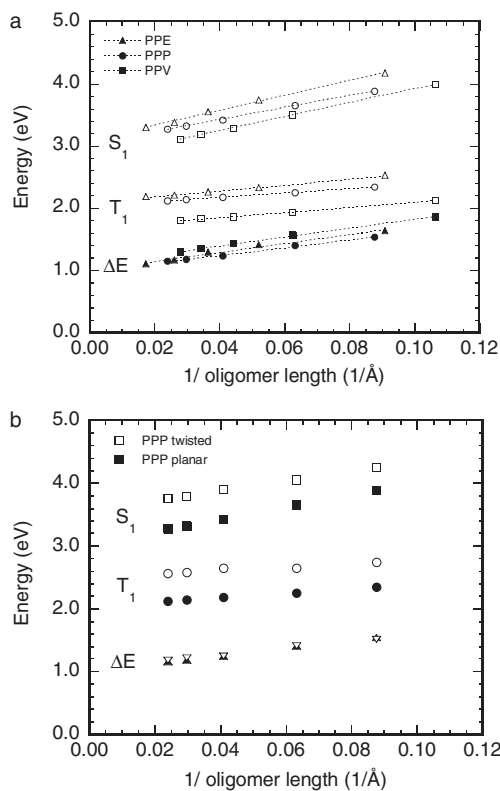 a
5.0
PPE
PPP
PPV
4.0
Energy (eV)
S1
3.0
T1
2.0
ΔE
1.0
0.0
0.00 0.02 0.04 0.06 0.08 0.10 0.12
1/ oligomer length (1/Å)
b
5.0
PPP twisted
PPP planar
4.0
Energy (eV)
S1
3.0
T1
2.0
ΔE
1.0
0.0
0.00 0.02 0.04 0.06 0.08 0.10 0.12
1/ oligomer length (1/Å)